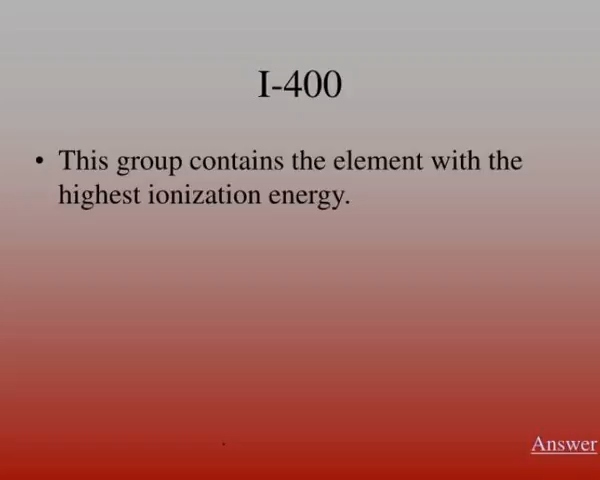 I-400
• This group contains the element with the
highest ionization energy.
Answer